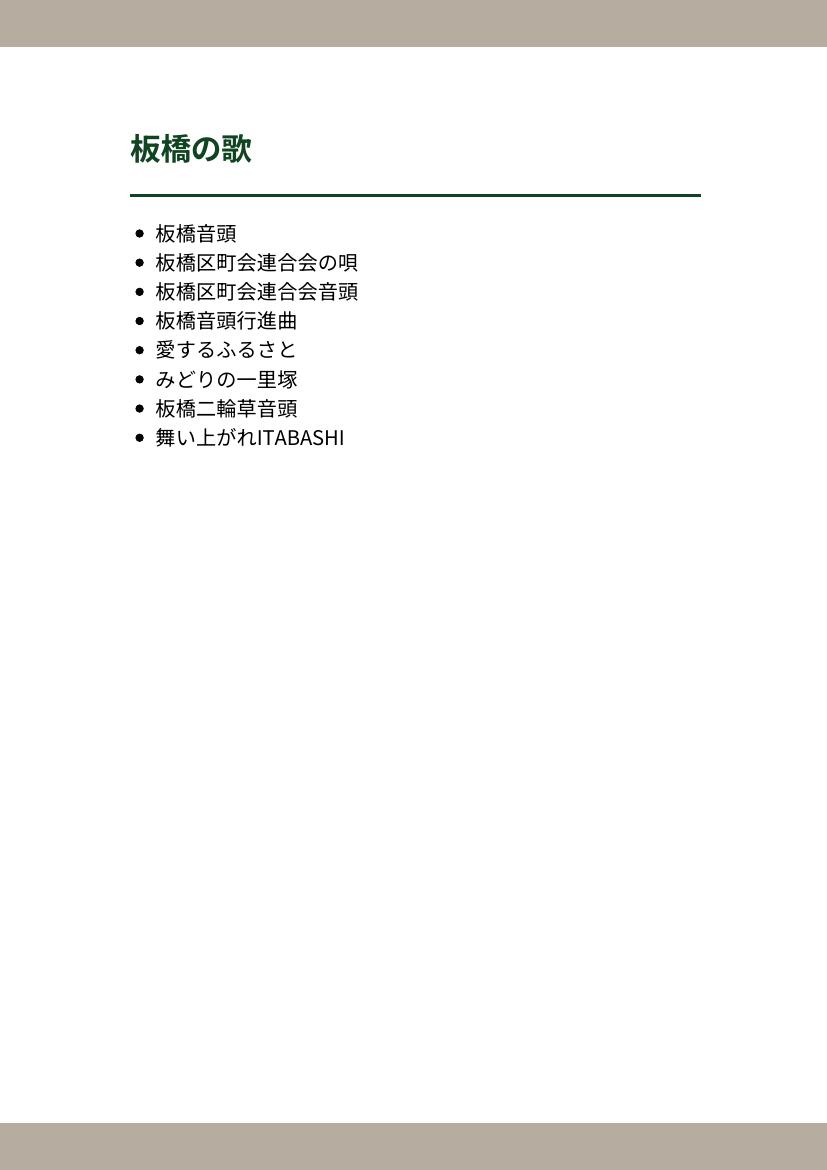 板橋の歌
• 板橋音頭
• 板橋区町会連合会の唄
• 板橋区町会連合会音頭
• 板橋音頭行進曲
• 愛するふるさと
• みどりの一里塚
• 板橋二輪草音頭
• 舞い上がれITABASHI